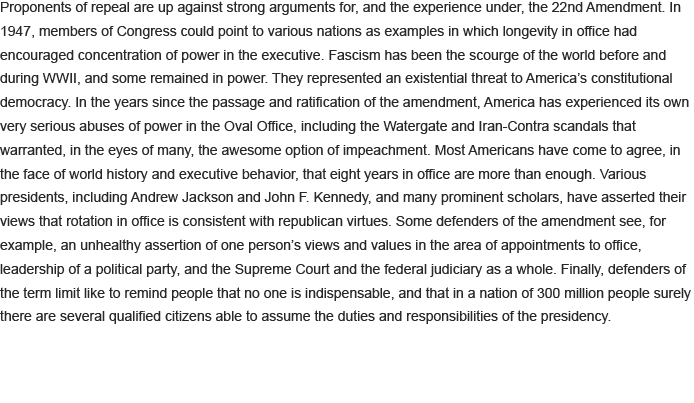 Proponents of repeal are up against strong arguments for, and the experience under, the 22nd Amendment. In
1947, members of Congress could point to various nations as examples in which longevity in office had
encouraged concentration of power in the executive. Fascism has been the scourge of the world before and
during WWII, and some remained in power. They represented an existential threat to America’s constitutional
democracy. In the years since the passage and ratification of the amendment, America has experienced its own
very serious abuses of power in the Oval Office, including the Watergate and Iran-Contra scandals that
warranted, in the eyes of many, the awesome option of impeachment. Most Americans have come to agree, in
the face of world history and executive behavior, that eight years in office are more than enough. Various
presidents, including Andrew Jackson and John F. Kennedy, and many prominent scholars, have asserted their
views that rotation in office is consistent with republican virtues. Some defenders of the amendment see, for
example, an unhealthy assertion of one person’s views and values in the area of appointments to office,
leadership of a political party, and the Supreme Court and the federal judiciary as a whole. Finally, defenders of
the term limit like to remind people that no one is indispensable, and that in a nation of 300 million people surely
there are several qualified citizens able to assume the duties and responsibilities of the presidency.